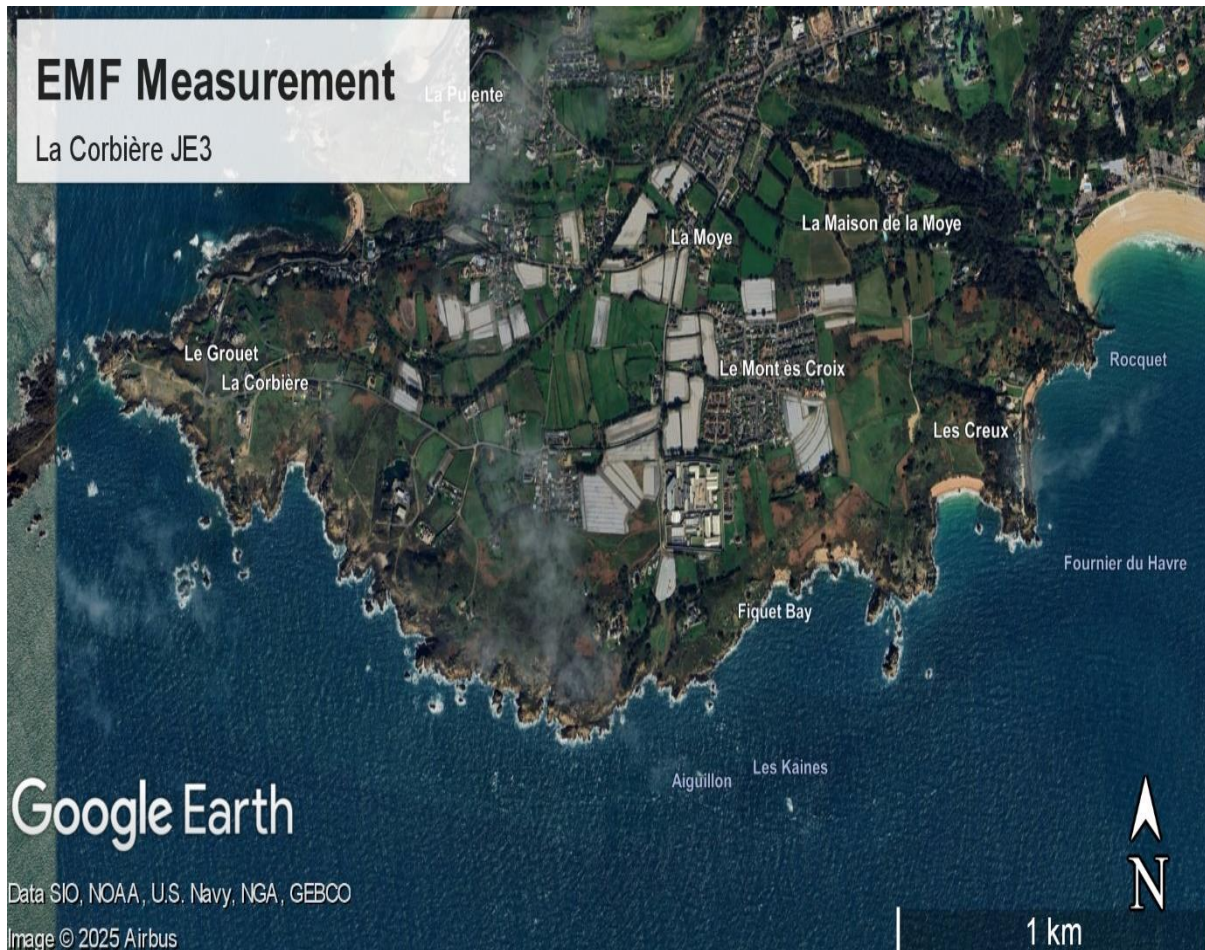 EMF Measurement
La Corbière JE3
La Pulente
La Moye
La Maison de la Moye
Le Grouet
La Corbière
Le Mont ès Croix
Rocquet
Les Creux
Fournier du Havre
Fiquet Bay
Aiguillon
Les Kaines
Google Earth
N
Data SIO, NOAA, U.S. Navy, NGA, GEBCO
Image © 2025 Airbus
1 km